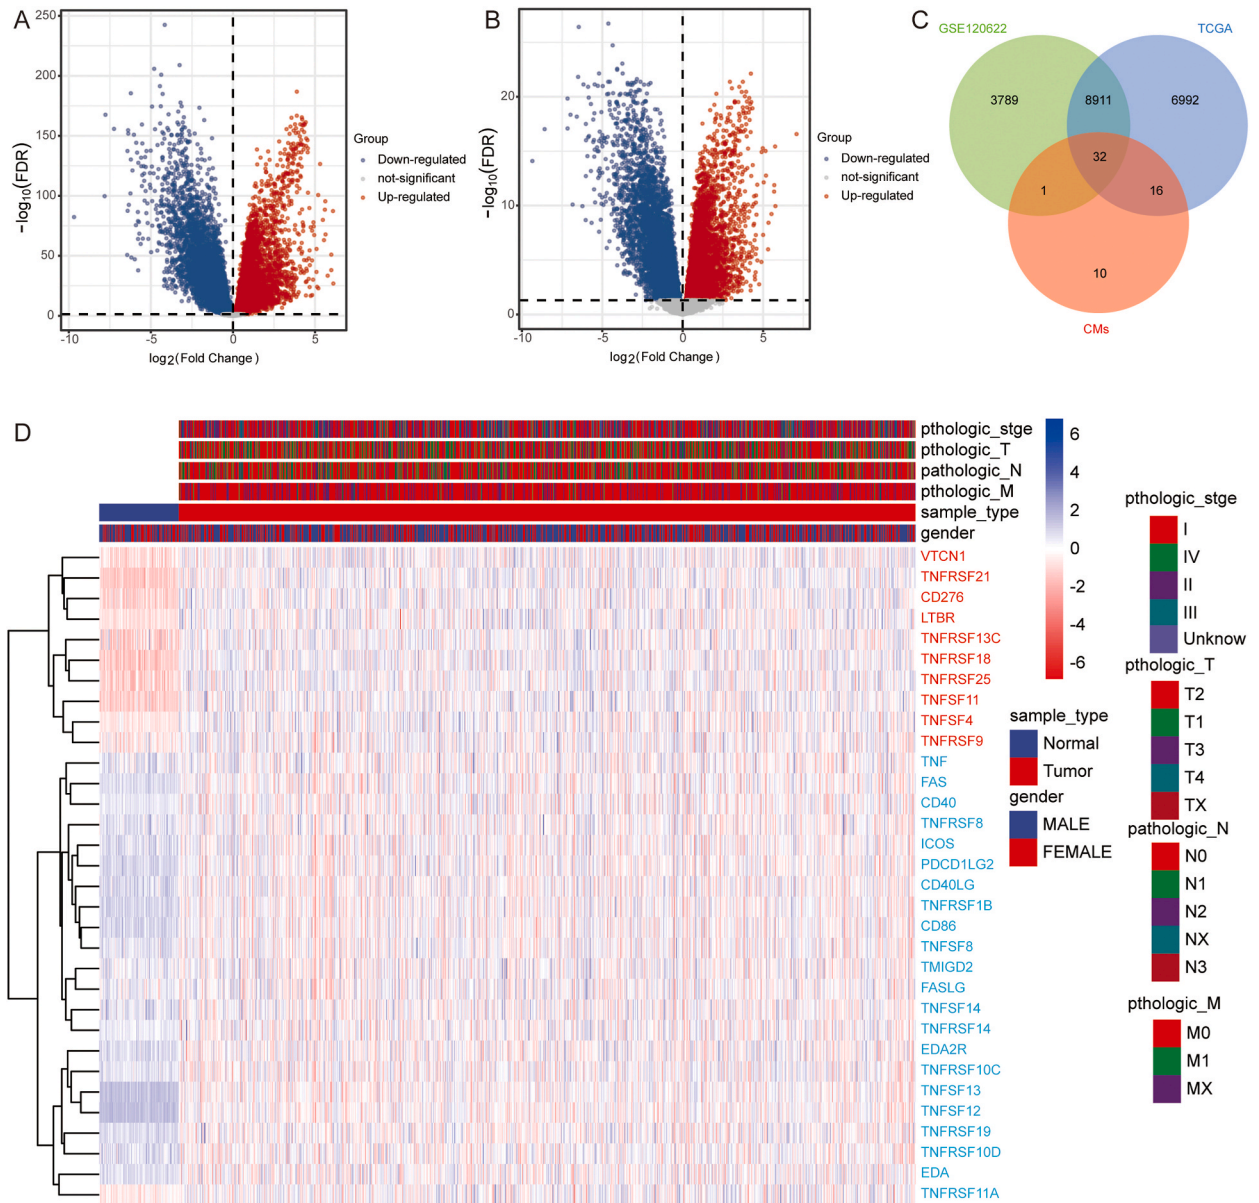 A
250
200
150
100
50
0
-10
-5
0
5
−log10(FDR)
log2(Fold Change)
Group
Down-regulated
not-significant
Up-regulated
B
20
10
0
-10
-5
0
5
−log10(FDR)
log2(Fold Change)
Group
Down-regulated
not-significant
Up-regulated
C
GSE120622
TCGA
3789
8911
6992
32
1
16
10
CMs
D
pthologic_stge
pthologic_T
pathologic_N
pthologic_M
sample_type
gender
VTCN1
TNFRSF21
CD276
LTBR
TNFRSF13C
TNFRSF18
TNFRSF25
TNFSF11
TNFSF4
TNFRSF9
TNF
FAS
CD40
TNFRSF8
ICOS
PDCD1LG2
CD40LG
TNFRSF1B
CD86
TNFSF8
TMIGD2
FASLG
TNFSF14
TNFRSF14
EDA2R
TNFRSF10C
TNFSF13
TNFSF12
TNFRSF19
TNFRSF10D
EDA
TNFRSF11A
6
4
2
0
-2
-4
-6
sample_type
Normal
Tumor
gender
MALE
FEMALE
pthologic_stge
I
IV
II
III
Unknow
pthologic_T
T2
T1
T3
T4
TX
pathologic_N
N0
N1
N2
NX
N3
pthologic_M
M0
M1
MX